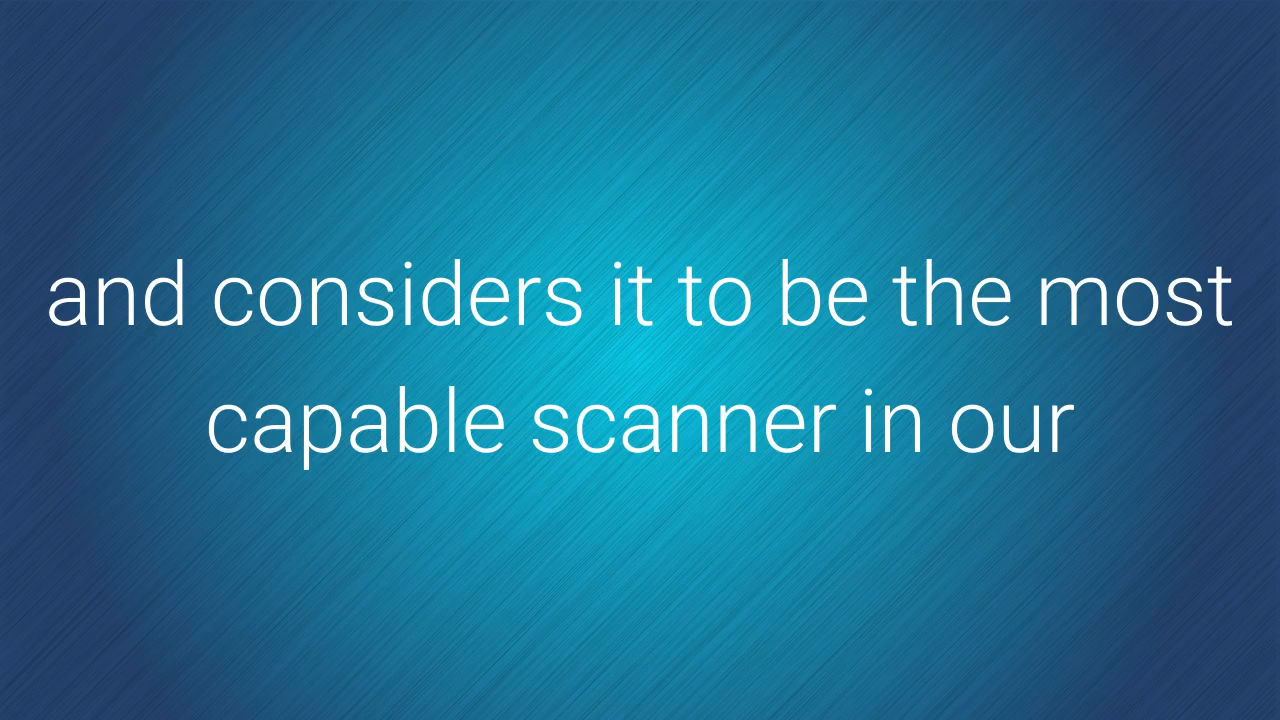 and considers it to be the most
capable scanner in our